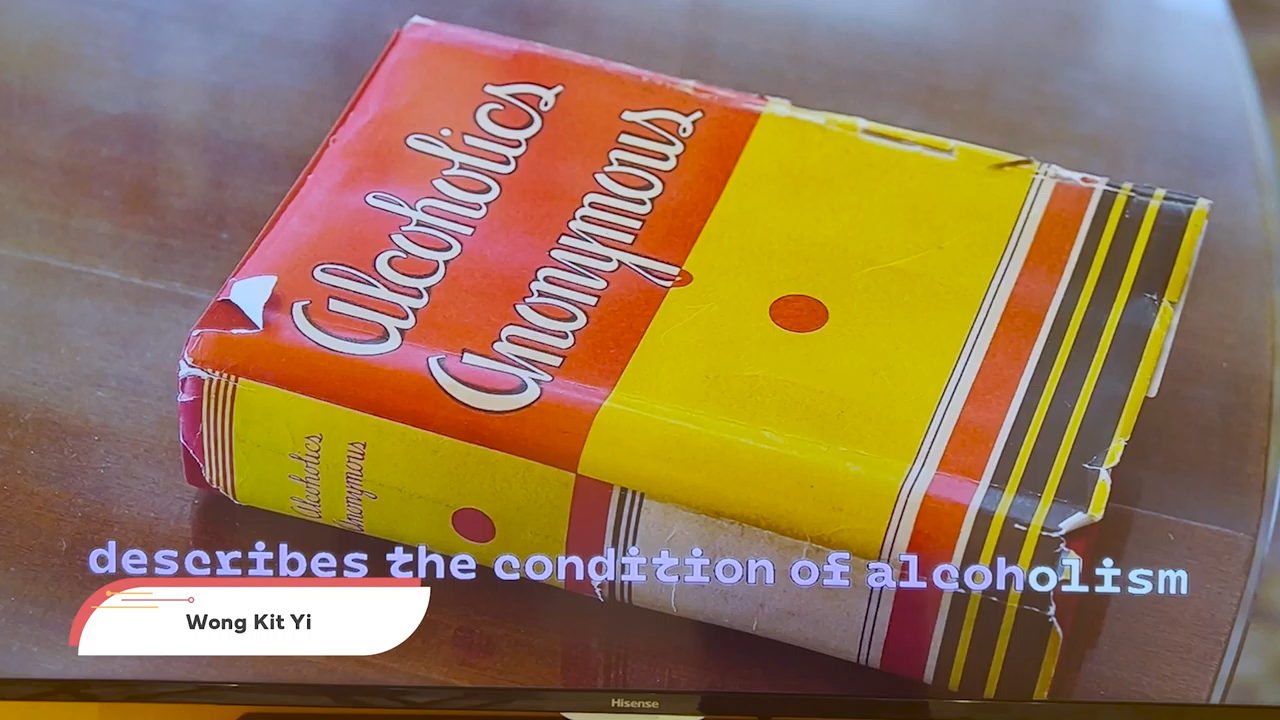 Alcoholics
Anonymous
Alcoholics
Anonymous
describes the condition of alcoholism
Wong Kit Yi
Hisense